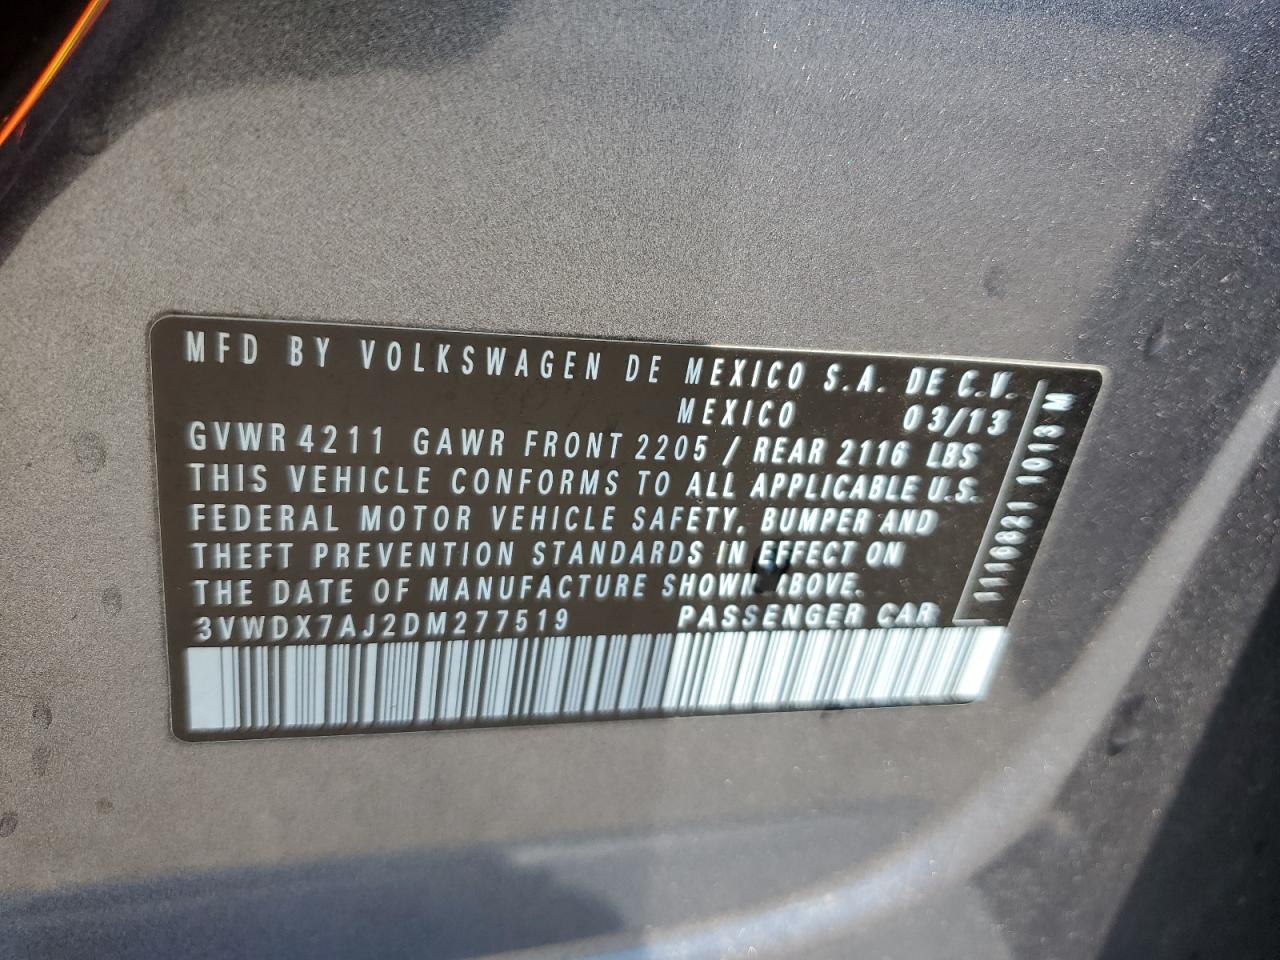 MFD BY VOLKSWAGEN DE MEXICO S.A. DE C.V.
MEXICO 03/13
GVWR 4211 GAWR FRONT 2205 / REAR 2116 LBS
THIS VEHICLE CONFORMS TO ALL APPLICABLE U.S.
FEDERAL MOTOR VEHICLE SAFETY, BUMPER AND
THEFT PREVENTION STANDARDS IN EFFECT ON
THE DATE OF MANUFACTURE SHOWN ABOVE.
3VWDX7AJ2DM277519 PASSENGER CAR
1013 M